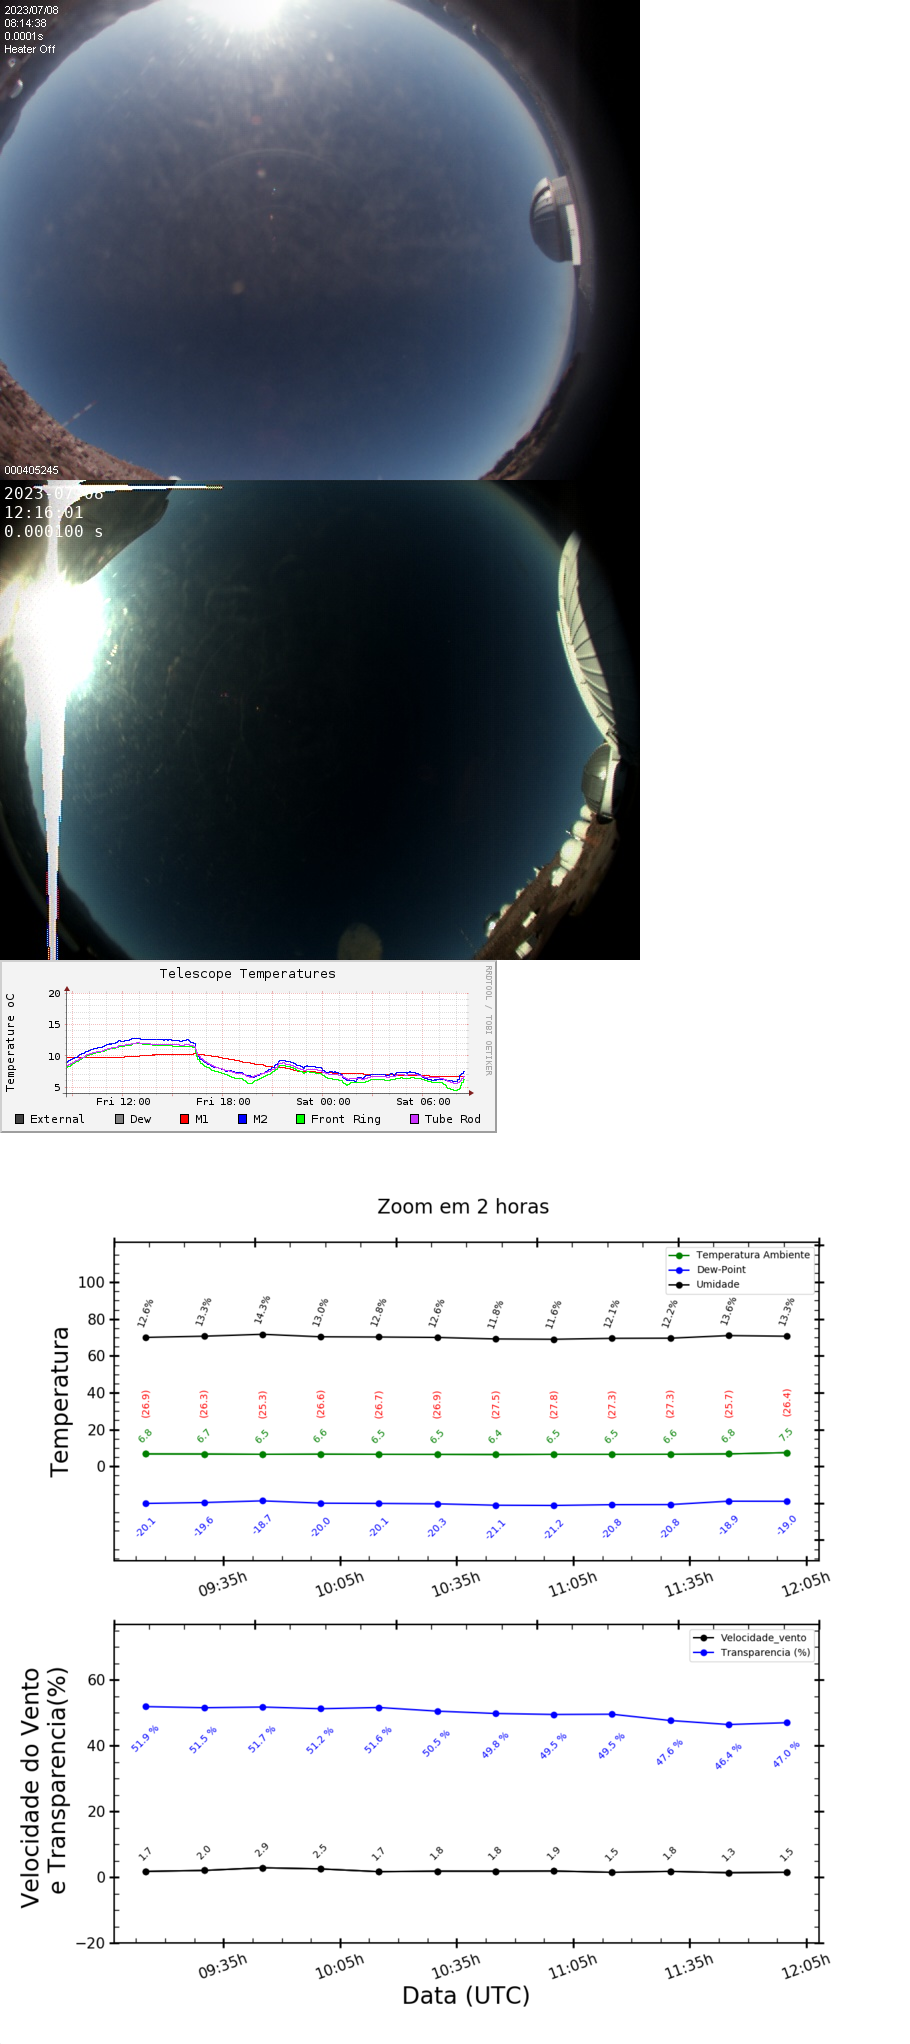 2023/07/08
08:14:38
0.0001s
Heater Off
000405245
2023-07-08
12:16:01
0.000100 s
Telescope Temperatures
RRDTOOL / TOBI OETIKER
Temperature oC
20
15
10
5
Fri 12:00 Fri 18:00 Sat 00:00 Sat 06:00
External Dew M1 M2 Front Ring Tube Rod
Zoom em 2 horas
Temperatura Ambiente
Dew-Point
Umidade
Temperatura
100
80
60
40
20
0
12.6% 13.3% 14.3% 13.0% 12.8% 12.6% 11.8% 11.6% 12.1% 12.2% 13.6% 13.3%
(26.9) (26.3) (25.3) (26.6) (26.7) (26.9) (27.5) (27.8) (27.3) (27.3) (25.7) (26.4)
6.8 6.7 6.5 6.6 6.5 6.5 6.4 6.5 6.5 6.6 6.8 7.5
-20.1 -19.6 -18.7 -20.0 -20.1 -20.3 -21.1 -21.2 -20.8 -20.8 -18.9 -19.0
09:35h 10:05h 10:35h 11:05h 11:35h 12:05h
Velocidade_vento
Transparencia (%)
Velocidade do Vento
e Transparencia(%)
60
40
20
0
−20
51.9 % 51.5 % 51.7 % 51.2 % 51.6 % 50.5 % 49.8 % 49.5 % 49.5 % 47.6 % 46.4 % 47.0 %
1.7 2.0 2.9 2.5 1.7 1.8 1.8 1.9 1.5 1.8 1.3 1.5
09:35h 10:05h 10:35h 11:05h 11:35h 12:05h
Data (UTC)